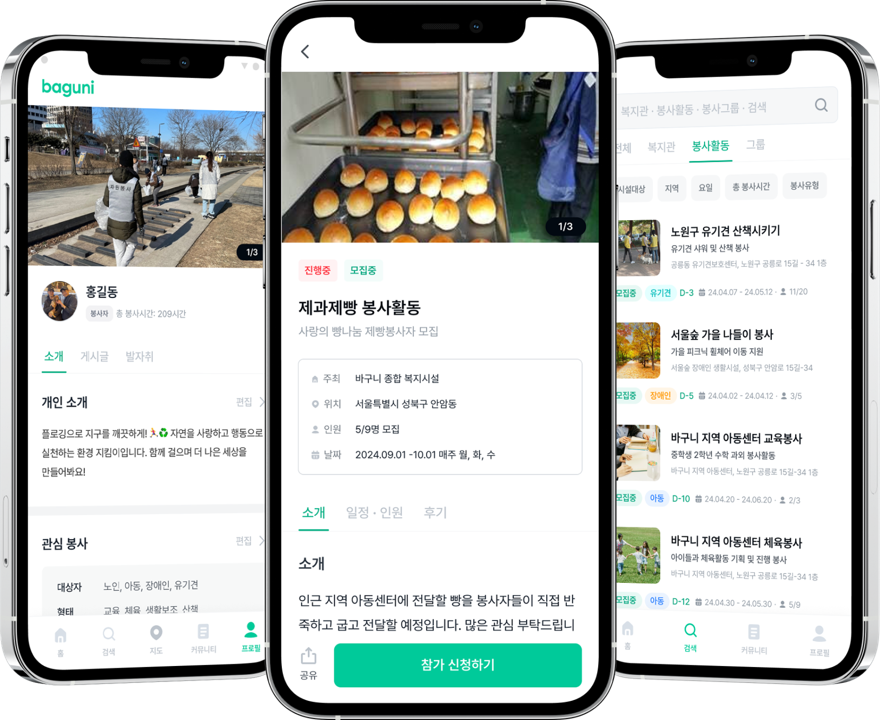 baguni
1/3
홍길동
봉사자 총 봉사시간: 209시간
소개 게시글 발자취
개인 소개 편집
플로깅으로 지구를 깨끗하게! 🏃♻️ 자연을 사랑하고 행동으로
실천하는 환경 지킴이입니다. 함께 걸으며 더 나은 세상을
만들어봐요!
관심 봉사 편집
대상자 노인, 아동, 장애인, 유기견
형태 교육, 체육, 생활보조, 산책
홈 검색 지도 커뮤니티 프로필
1/3
진행중 모집중
제과제빵 봉사활동
사랑의 빵나눔 제빵봉사자 모집
주최 바구니 종합 복지시설
위치 서울특별시 성북구 안암동
인원 5/9명 모집
날짜 2024.09.01 -10.01 매주 월, 화, 수
소개 일정 • 인원 후기
소개
인근 지역 아동센터에 전달할 빵을 봉사자들이 직접 반
죽하고 굽고 전달할 예정입니다. 많은 관심 부탁드립니
공유 참가 신청하기
복지관 · 봉사활동 · 봉사그룹 · 검색
전체 복지관 봉사활동 그룹
시설대상 지역 요일 총 봉사시간 봉사유형
노원구 유기견 산책시키기
유기견 샤워 및 산책 봉사
공릉동 유기견보호센터, 노원구 공릉로 15길 - 34 1층
모집중 유기견 D-3 24.04.07 - 24.05.12 · 11/20
서울숲 가을 나들이 봉사
가을 피크닉 휠체어 이동 지원
서울숲 장애인 생활시설, 성북구 안암로 15길-34
모집중 장애인 D-5 24.04.02 - 24.04.12 · 3/5
바구니 지역 아동센터 교육봉사
중학생 2학년 수학 과외 봉사활동
바구니 지역 아동센터, 노원구 공릉로 15길-34 1층
모집중 아동 D-10 24.04.20 - 24.06.20 · 2/3
바구니 지역 아동센터 체육봉사
아이들과 체육활동 기획 및 진행 봉사
바구니 지역 아동센터, 노원구 공릉로 15길-34 1층
모집중 아동 D-12 24.04.30 - 24.05.30 · 5/9
홈 검색 커뮤니티 프로필